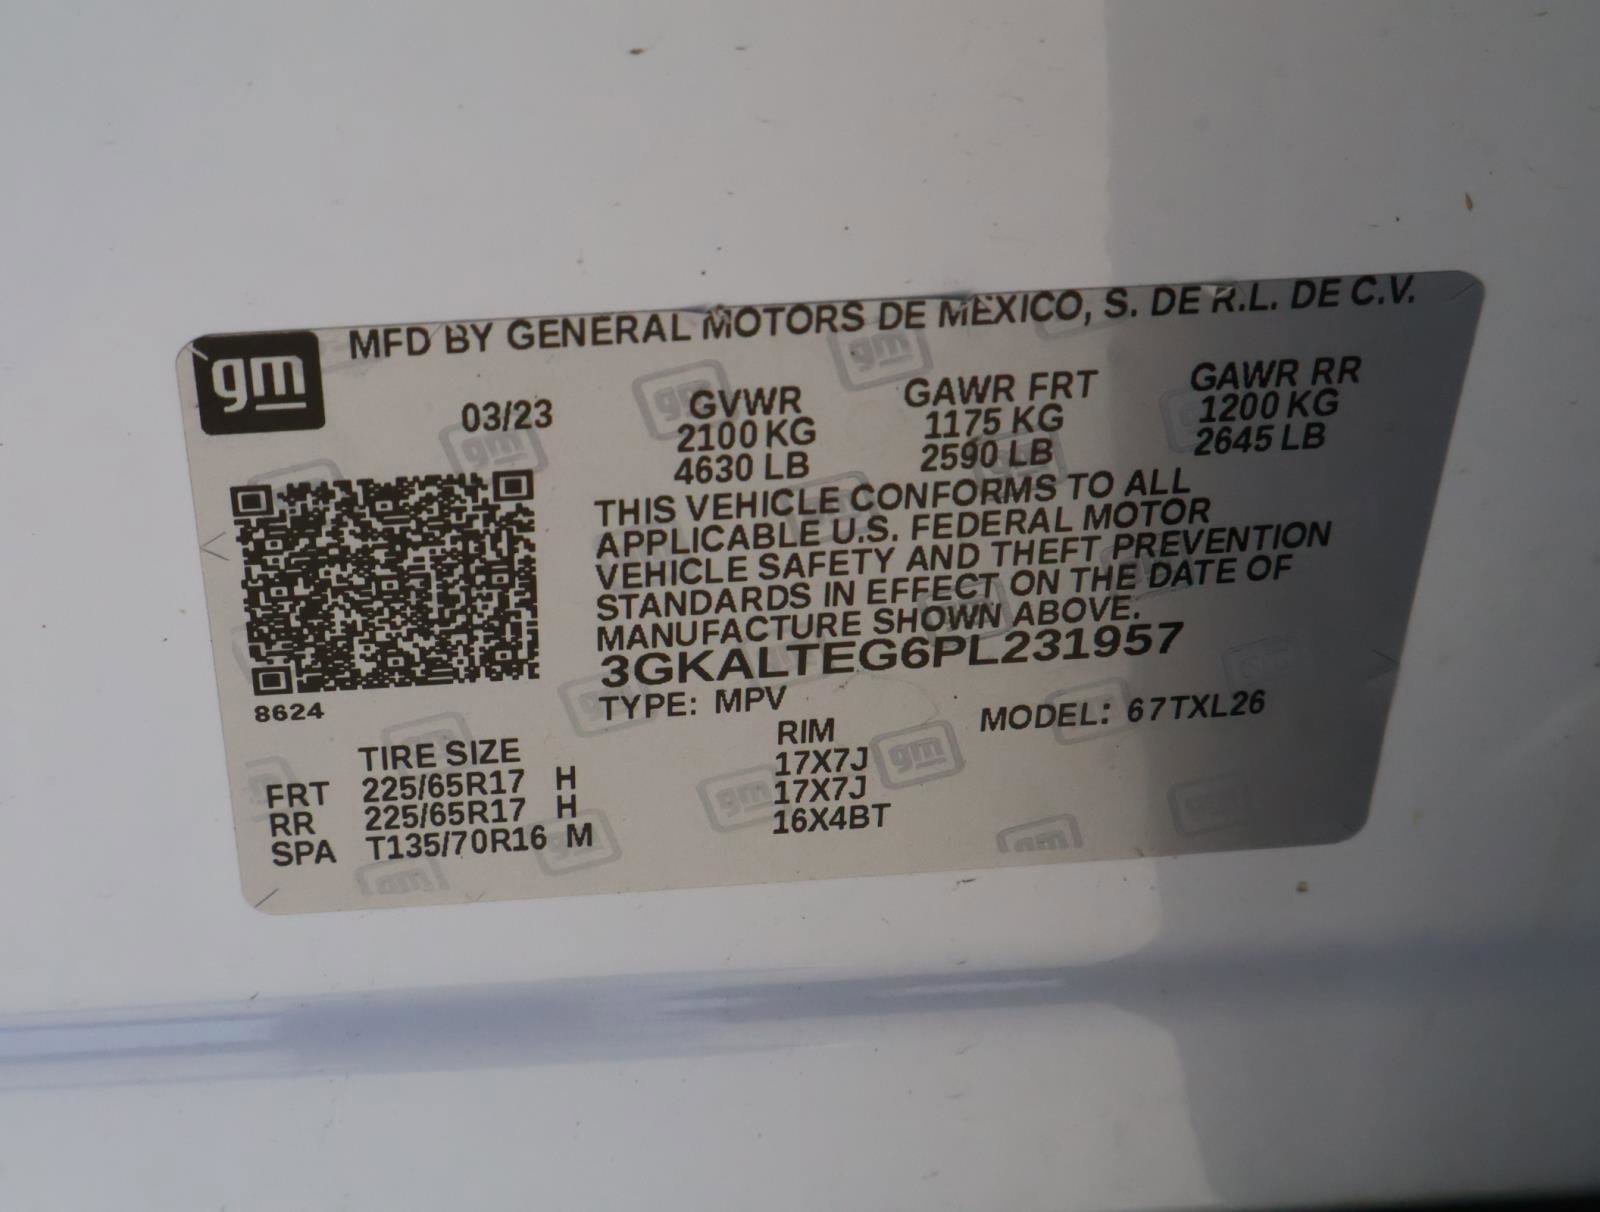 gm
MFD BY GENERAL MOTORS DE MEXICO, S. DE R.L. DE C.V.
03/23
GVWR GAWR FRT GAWR RR
2100 KG 1175 KG 1200 KG
4630 LB 2590 LB 2645 LB
THIS VEHICLE CONFORMS TO ALL
APPLICABLE U.S. FEDERAL MOTOR
VEHICLE SAFETY AND THEFT PREVENTION
STANDARDS IN EFFECT ON THE DATE OF
MANUFACTURE SHOWN ABOVE.
3GKALTEG6PL231957
8624
TYPE: MPV MODEL: 67TXL26
TIRE SIZE RIM
FRT 225/65R17 H 17X7J
RR 225/65R17 H 17X7J
SPA T135/70R16 M 16X4BT